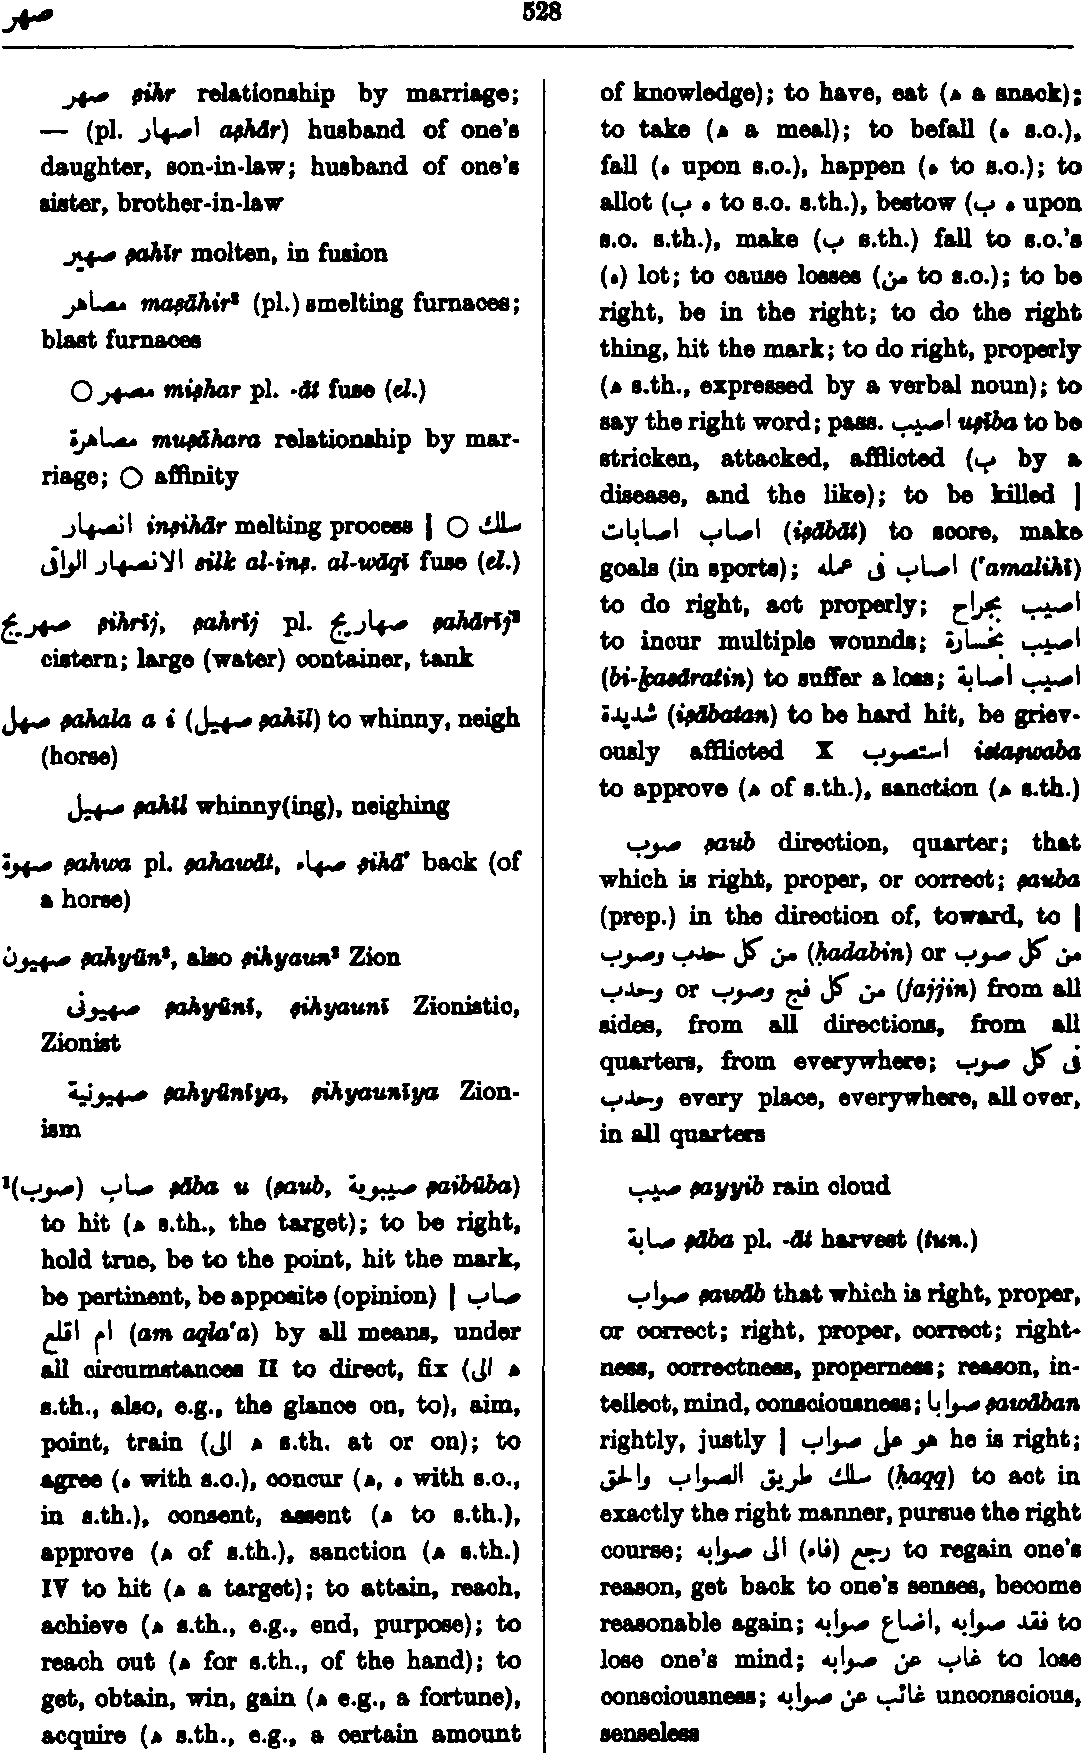 صهر
528
صهر ṣihr relationship by marriage;
— (pl. اصهار aṣhār) husband of one's
daughter, son-in-law; husband of one's
sister, brother-in-law
صهير ṣahīr molten, in fusion
مصاهر maṣāhir² (pl.) smelting furnaces;
blast furnaces
○ مصهر miṣhar pl. -āt fuse (el.)
مصاهرة muṣāhara relationship by mar-
riage; ○ affinity
انصهار inṣihār melting process | ○ سلك
الانصهار الواقى silk al-inṣ. al-wāqī fuse (el.)
صهريج ṣihrīj, ṣahrīj pl. صهاريج ṣahārīj²
cistern; large (water) container, tank
صهل ṣahala a i (صهيل ṣahīl) to whinny, neigh
(horse)
صهيل ṣahīl whinny(ing), neighing
صهوة ṣahwa pl. ṣahawāt, صهاء ṣihā' back (of
a horse)
صهيون ṣahyūn², also ṣihyaun² Zion
صهيونى ṣahyūnī, ṣihyaunī Zionistic,
Zionist
صهيونية ṣahyūnīya, ṣihyaunīya Zion-
ism
¹(صوب) صاب ṣāba u (ṣaub, صيبوبة ṣaibūba)
to hit (ه s.th., the target); to be right,
hold true, be to the point, hit the mark,
be pertinent, be apposite (opinion) | صاب
ام اقلع (am aqla'a) by all means, under
all circumstances II to direct, fix (ه الى
s.th., also, e.g., the glance on, to), aim,
point, train (ه الى s.th. at or on); to
agree (ه with s.o.), concur (ه, ه with s.o.,
in s.th.), consent, assent (ه to s.th.),
approve (ه of s.th.), sanction (ه s.th.)
IV to hit (ه a target); to attain, reach,
achieve (ه s.th., e.g., end, purpose); to
reach out (ه for s.th., of the hand); to
get, obtain, win, gain (ه e.g., a fortune),
acquire (ه s.th., e.g., a certain amount
of knowledge); to have, eat (ه a snack);
to take (ه a meal); to befall (ه s.o.),
fall (ه upon s.o.), happen (ه to s.o.); to
allot (ه ب to s.o. s.th.), bestow (ه ب upon
s.o. s.th.), make (ب s.th.) fall to s.o.'s
(ه) lot; to cause losses (من to s.o.); to be
right, be in the right; to do the right
thing, hit the mark; to do right, properly
(ه s.th., expressed by a verbal noun); to
say the right word; pass. اصيب uṣība to be
stricken, attacked, afflicted (ب by a
disease, and the like); to be killed |
اصاب اصابات (iṣābāt) to score, make
goals (in sports); اصاب فى عمله ('amalihī)
to do right, act properly; اصيب بجراح
to incur multiple wounds; اصيب بخسارة
(bi-ḵasāratin) to suffer a loss; اصيب اصابة
شديدة (iṣābatan) to be hard hit, be griev-
ously afflicted X استصوب istaṣwaba
to approve (ه of s.th.), sanction (ه s.th.)
صوب ṣaub direction, quarter; that
which is right, proper, or correct; ṣauba
(prep.) in the direction of, toward, to |
من كل صوب or (ḥadabin) من كل حدب وصوب
وحدب or من كل فج وصوب (fajjin) from all
sides, from all directions, from all
quarters, from everywhere; فى كل صوب
وحدب every place, everywhere, all over,
in all quarters
صيب ṣayyib rain cloud
صابة ṣāba pl. -āt harvest (tun.)
صواب ṣawāb that which is right, proper,
or correct; right, proper, correct; right-
ness, correctness, properness; reason, in-
tellect, mind, consciousness; صوابا ṣawāban
rightly, justly | هو على صواب he is right;
سلك طريق الصواب والحق (ḥaqq) to act in
exactly the right manner, pursue the right
course; رجع (فاء) الى صوابه to regain one's
reason, get back to one's senses, become
reasonable again; فقد صوابه, اضاع صوابه to
lose one's mind; غاب عن صوابه to lose
consciousness; غائب عن صوابه unconscious,
senseless